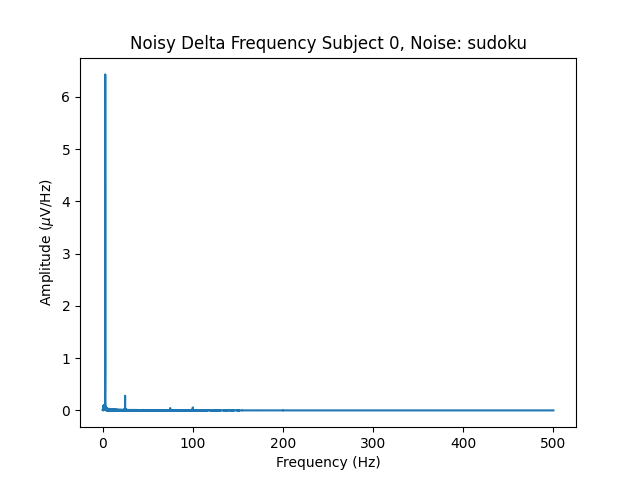 Noisy Delta Frequency Subject 0, Noise: sudoku
Amplitude (μV/Hz)
6
5
4
3
2
1
0
0 100 200 300 400 500
Frequency (Hz)